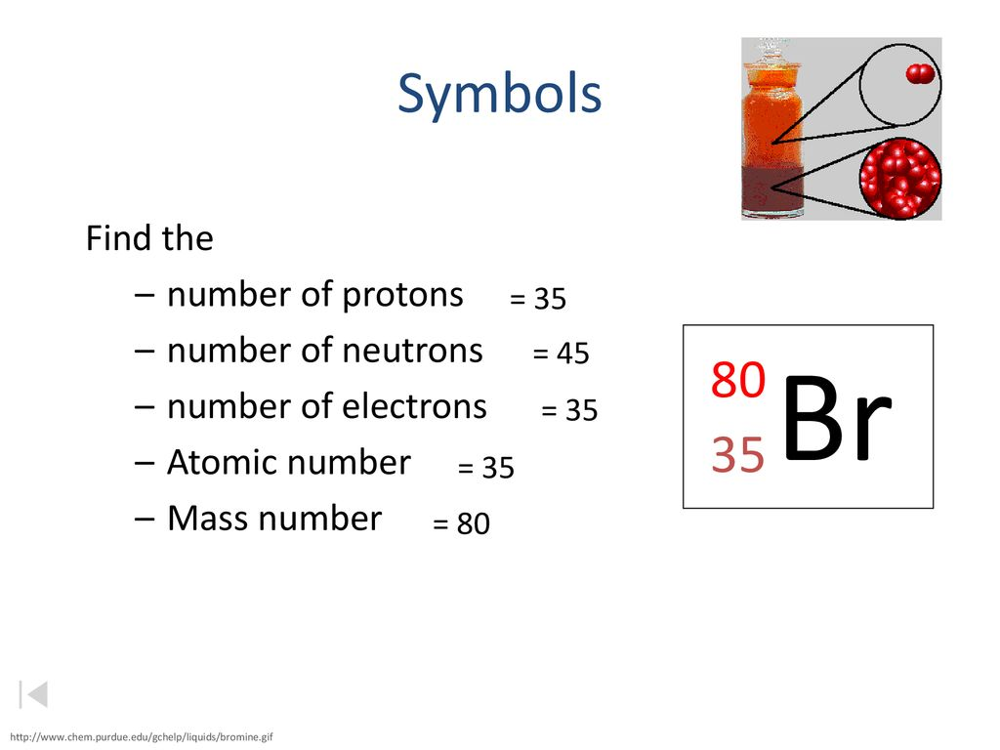 Symbols
Find the
– number of protons = 35
– number of neutrons = 45
– number of electrons = 35
– Atomic number = 35
– Mass number = 80
80
35
Br
http://www.chem.purdue.edu/gchelp/liquids/bromine.gif